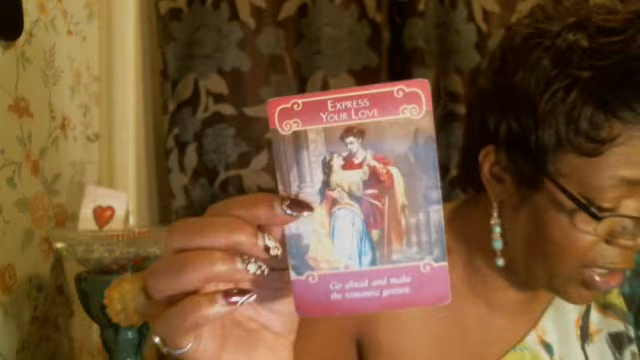 EXPRESS
YOUR LOVE
Go ahead and make
the romantic gesture.